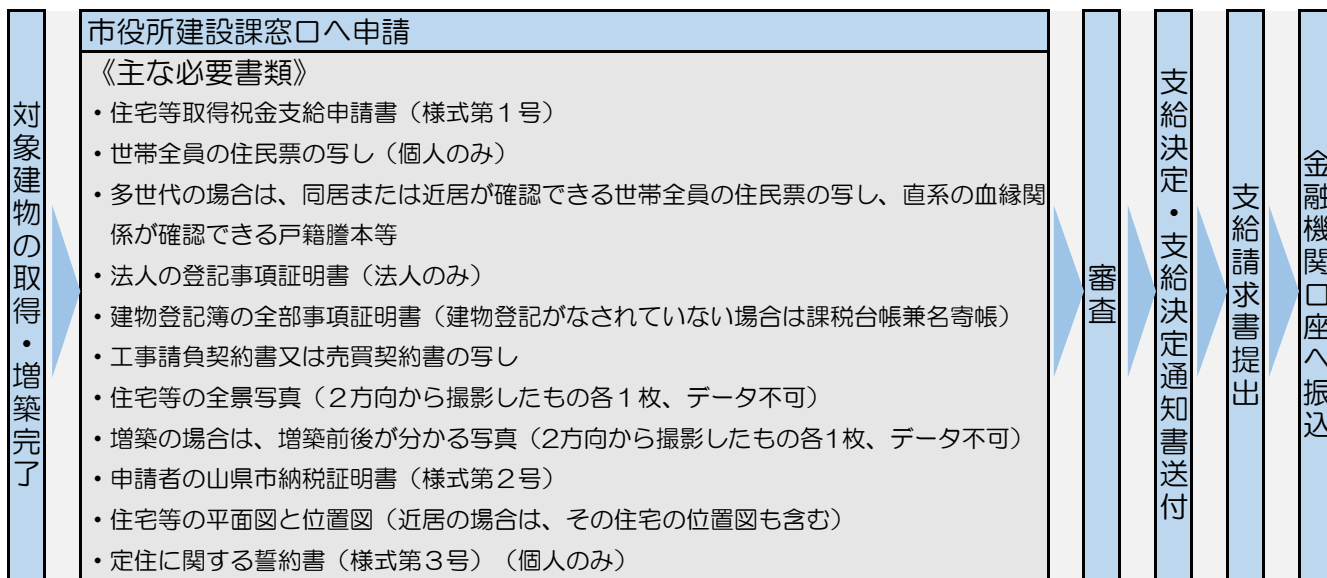 対象建物の取得・増築完了
市役所建設課窓口へ申請
《主な必要書類》
・住宅等取得祝金支給申請書（様式第１号）
・世帯全員の住民票の写し（個人のみ）
・多世代の場合は、同居または近居が確認できる世帯全員の住民票の写し、直系の血縁関
係が確認できる戸籍謄本等
・法人の登記事項証明書（法人のみ）
・建物登記簿の全部事項証明書（建物登記がなされていない場合は課税台帳兼名寄帳）
・工事請負契約書又は売買契約書の写し
・住宅等の全景写真（２方向から撮影したもの各１枚、データ不可）
・増築の場合は、増築前後が分かる写真（2方向から撮影したもの各1枚、データ不可）
・申請者の山県市納税証明書（様式第２号）
・住宅等の平面図と位置図（近居の場合は、その住宅の位置図も含む）
・定住に関する誓約書（様式第３号）（個人のみ）
審査
支給決定・支給決定通知書送付
支給請求書提出
金融機関口座へ振込